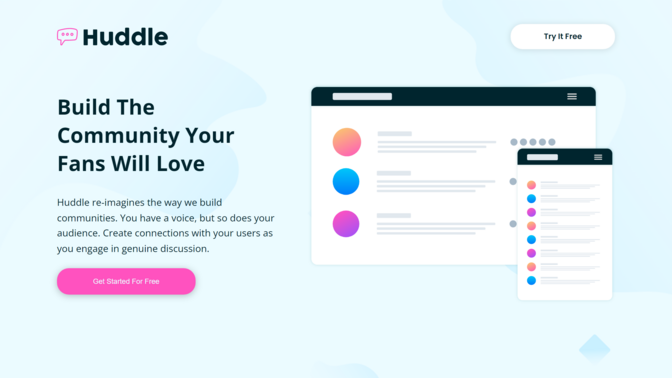 Huddle
Try It Free
Build The
Community Your
Fans Will Love
Huddle re-imagines the way we build
communities. You have a voice, but so does your
audience. Create connections with your users as
you engage in genuine discussion.
Get Started For Free